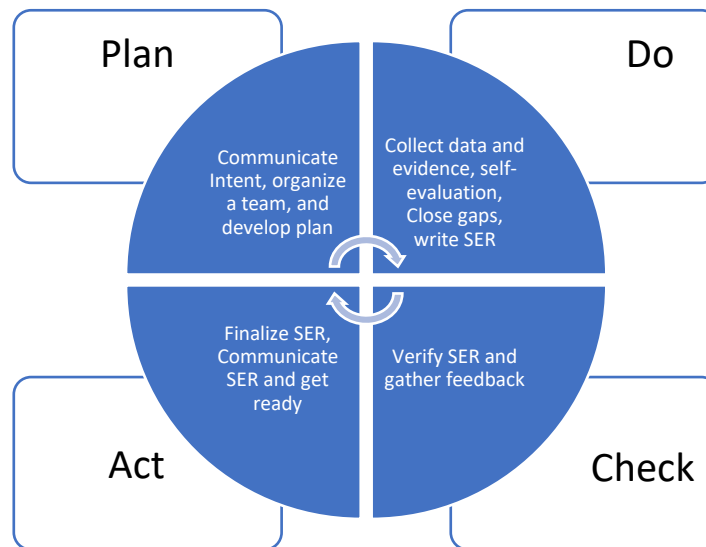 Plan
Do
Communicate
Intent, organize
a team, and
develop plan
Collect data and
evidence, self-
evaluation,
Close gaps,
write SER
Finalize SER,
Communicate
SER and get
ready
Verify SER and
gather feedback
Act
Check